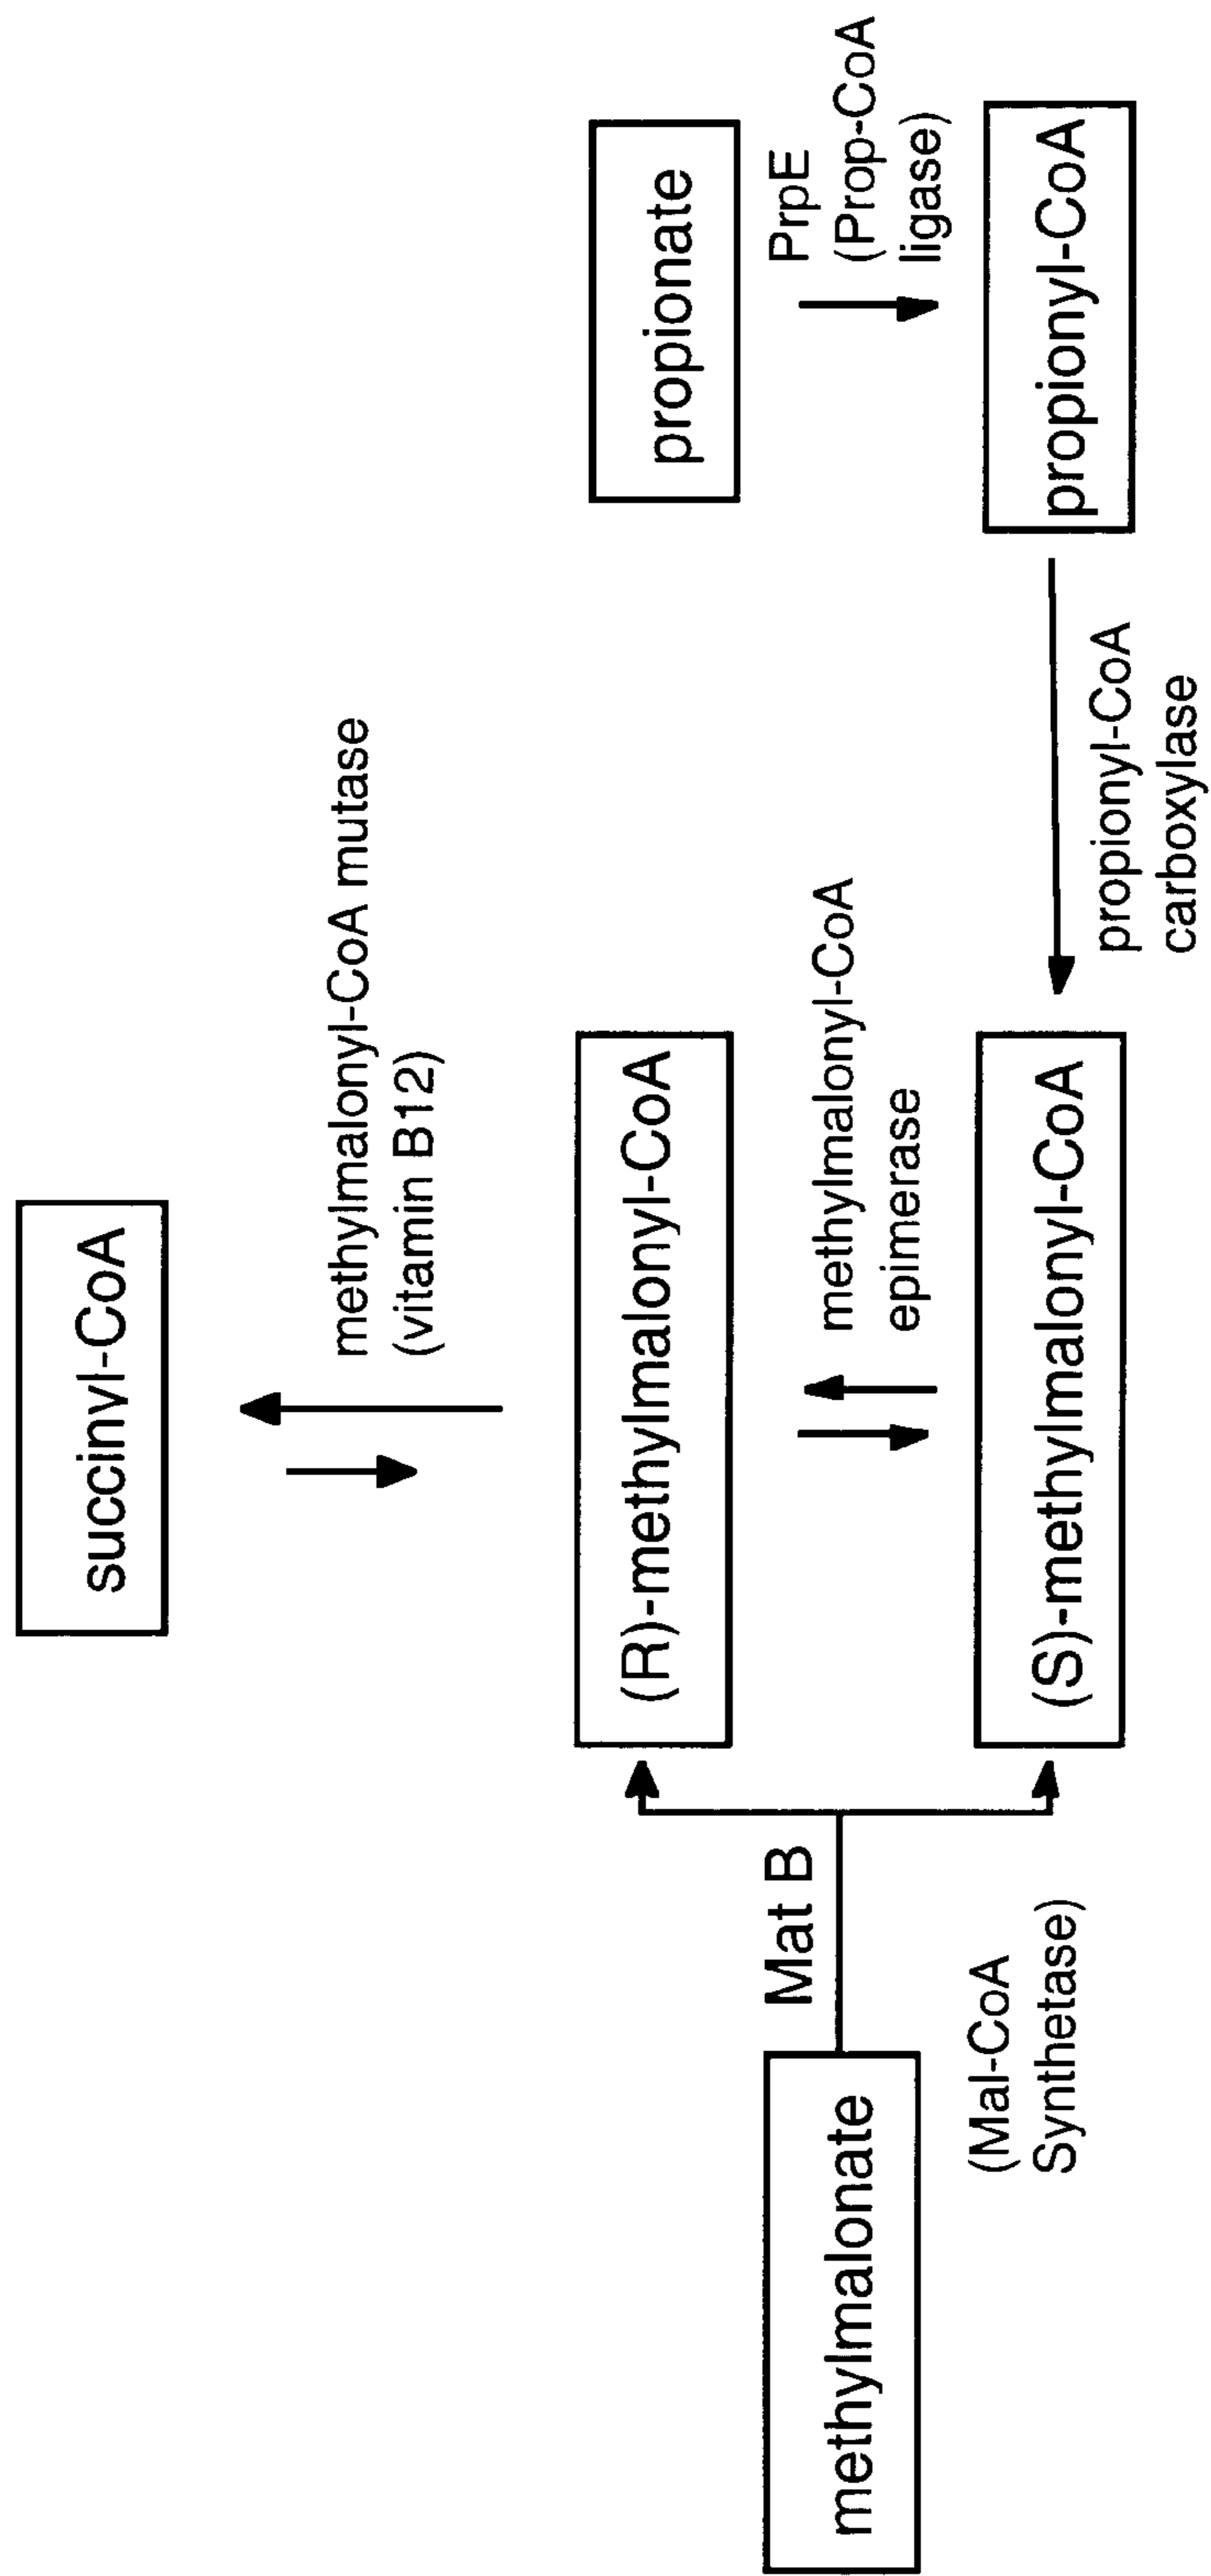 succinyl-CoA
methylmalonyl-CoA mutase
(vitamin B12)
propionate
(R)-methylmalonyl-CoA
PrpE
(Prop-CoA
ligase)
methylmalonyl-CoA
epimerase
Mat B
methylmalonate
(Mal-CoA
Synthetase)
(S)-methylmalonyl-CoA
propionyl-CoA
propionyl-CoA
carboxylase